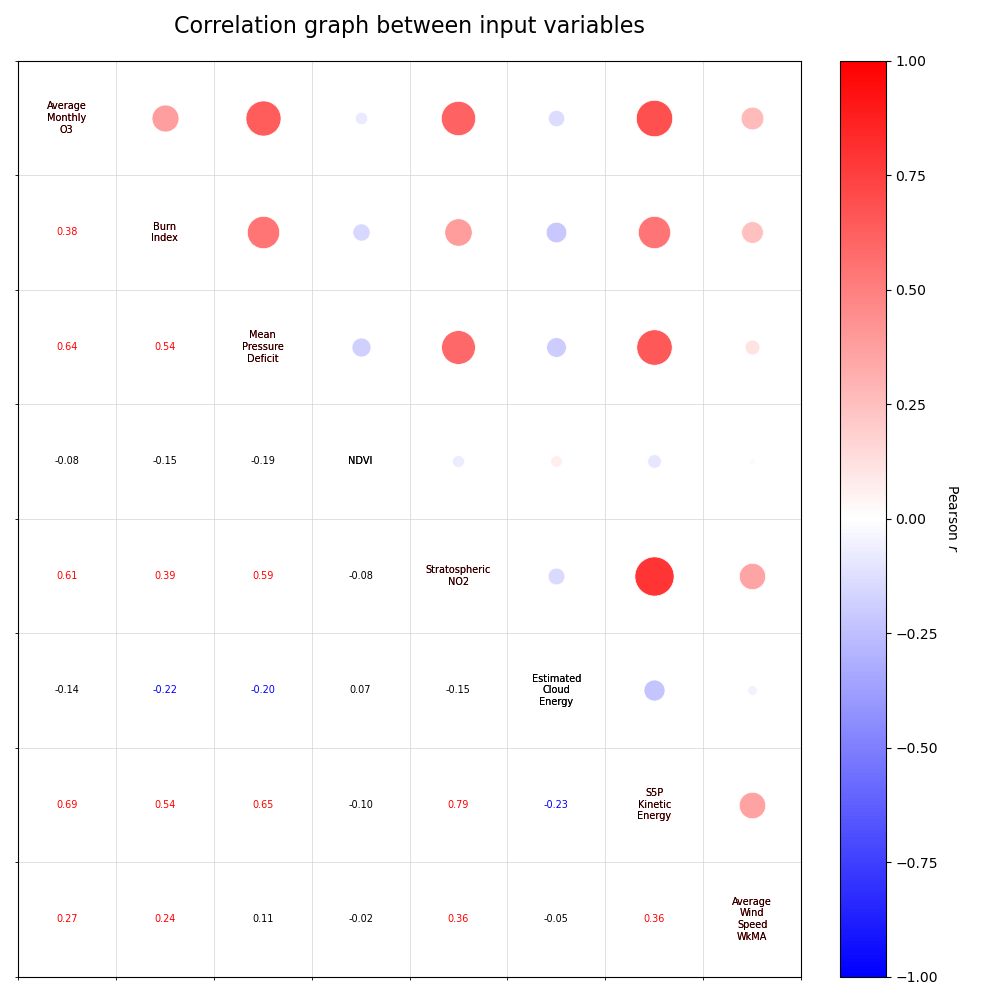 Correlation graph between input variables
Average
Monthly
O3
0.38
Burn
Index
0.64
0.54
Mean
Pressure
Deficit
-0.08
-0.15
-0.19
NDVI
0.61
0.39
0.59
-0.08
Stratospheric
NO2
-0.14
-0.22
-0.20
0.07
-0.15
Estimated
Cloud
Energy
0.69
0.54
0.65
-0.10
0.79
-0.23
S5P
Kinetic
Energy
0.27
0.24
0.11
-0.02
0.36
-0.05
0.36
Average
Wind
Speed
WkMA
1.00
0.75
0.50
0.25
0.00
−0.25
−0.50
−0.75
−1.00
Pearson r